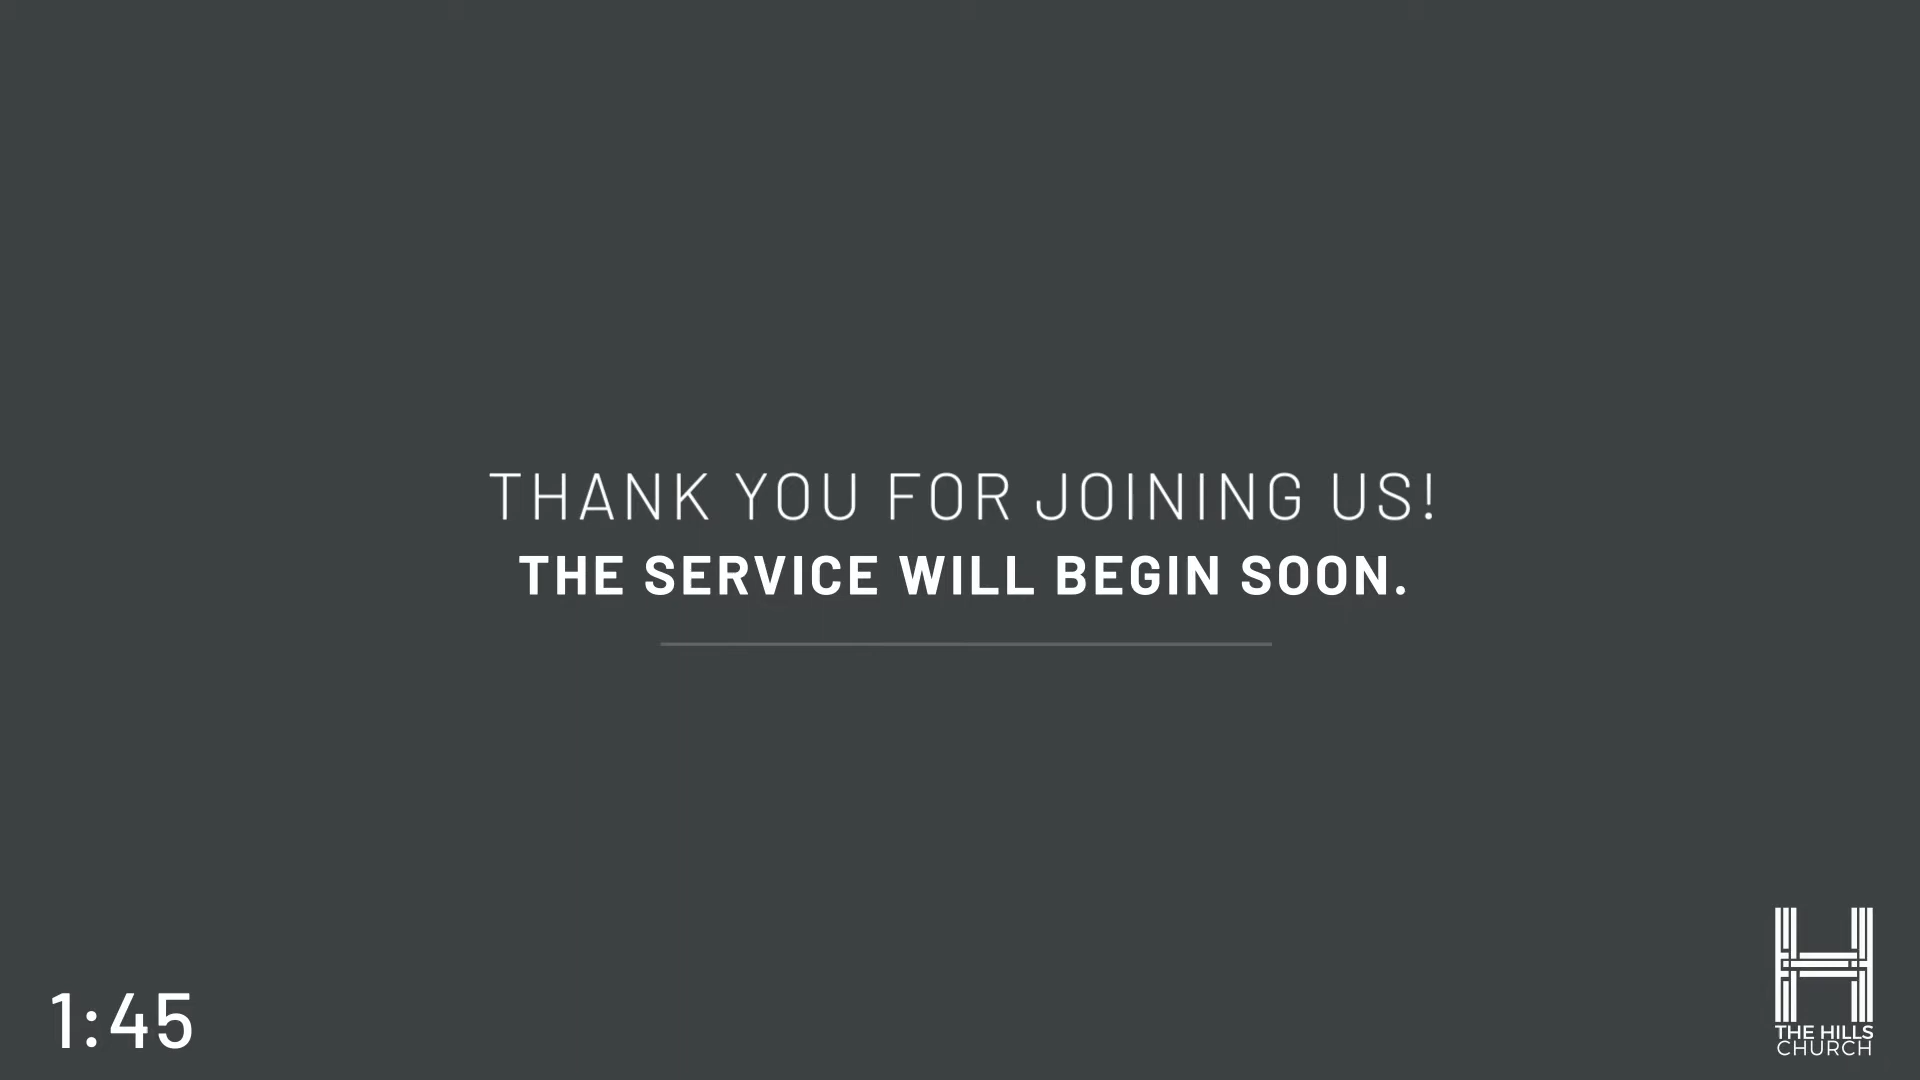 THANK YOU FOR JOINING US!
THE SERVICE WILL BEGIN SOON.
1:45
THE HILLS
CHURCH